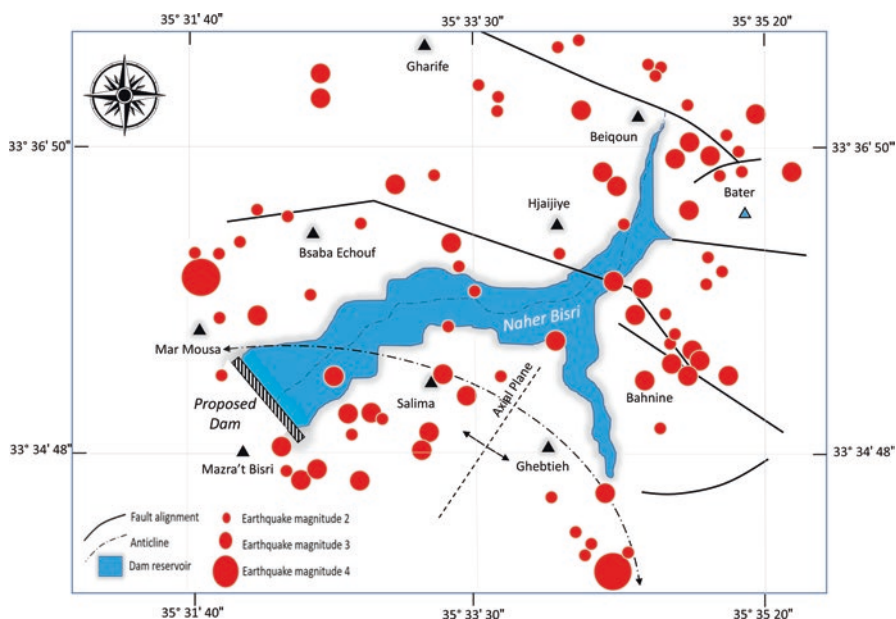 35° 31′ 40″
35° 33′ 30″
35° 35′ 20″
Gharife
Beiqoun
33° 36′ 50″
33° 36′ 50″
Bater
Hjaijiye
Bsaba Echouf
Naher Bisri
Mar Mousa
Axial Plane
Proposed
Dam
Salima
Bahnine
33° 34′ 48″
33° 34′ 48″
Mazra't Bisri
Ghebtieh
Fault alignment
Anticline
Dam reservoir
Earthquake magnitude 2
Earthquake magnitude 3
Earthquake magnitude 4
35° 31′ 40″
35° 33′ 30″
35° 35′ 20″